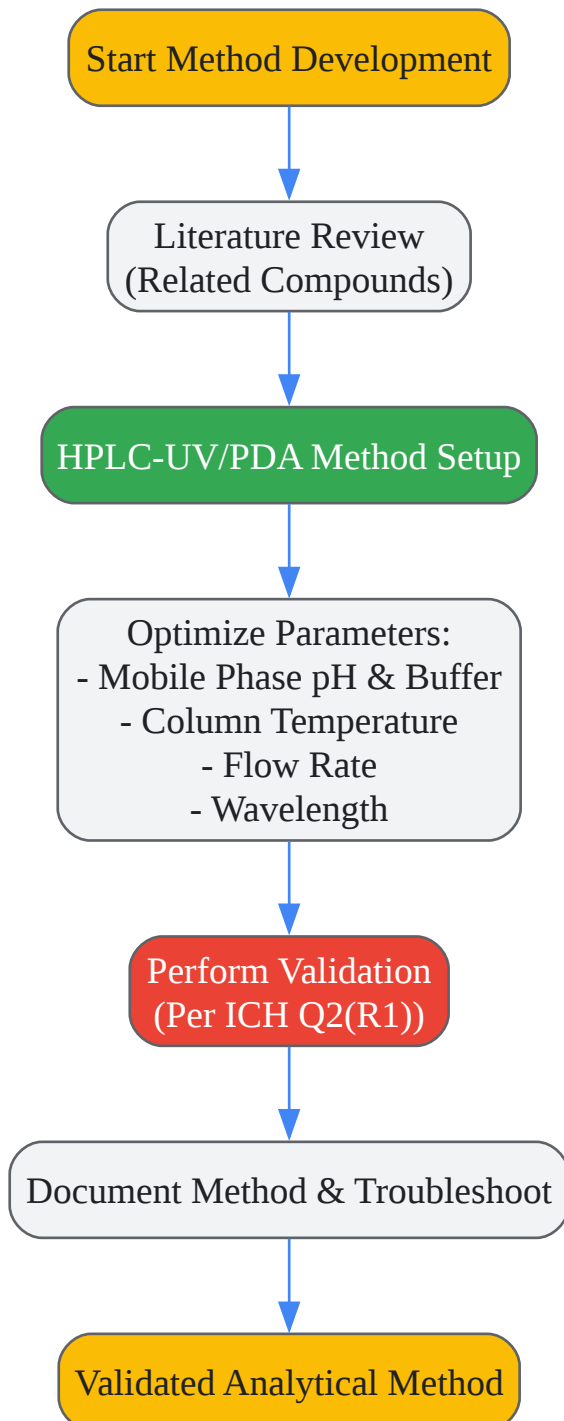 Start Method Development
Literature Review
(Related Compounds)
HPLC-UV/PDA Method Setup
Optimize Parameters:
- Mobile Phase pH & Buffer
- Column Temperature
- Flow Rate
- Wavelength
Perform Validation
(Per ICH Q2(R1))
Document Method & Troubleshoot
Validated Analytical Method